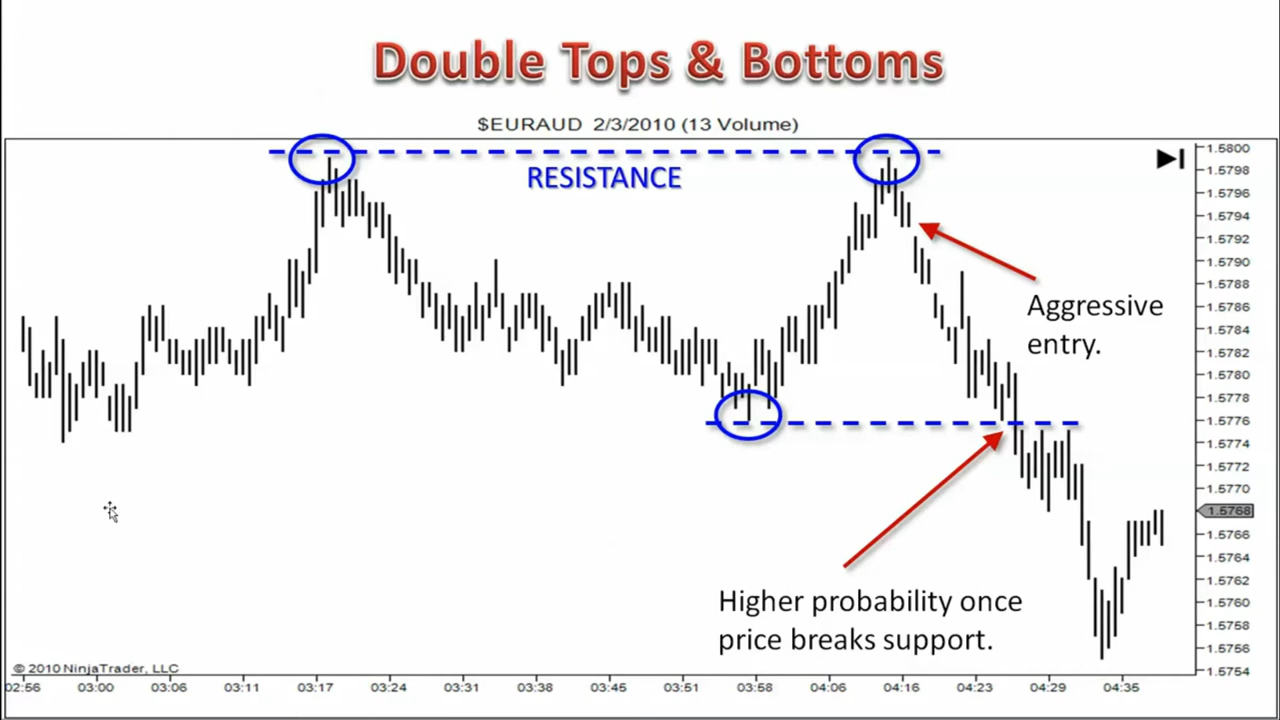 Double Tops & Bottoms
$EURAUD 2/3/2010 (13 Volume)
RESISTANCE
Aggressive
entry.
Higher probability once
price breaks support.
1.5800
1.5798
1.5796
1.5794
1.5792
1.5790
1.5788
1.5786
1.5784
1.5782
1.5780
1.5778
1.5776
1.5774
1.5772
1.5770
1.5768
1.5766
1.5764
1.5762
1.5760
1.5758
1.5756
1.5754
© 2010 NinjaTrader, LLC
02:56 03:00 03:06 03:11 03:17 03:24 03:31 03:38 03:45 03:51 03:58 04:06 04:16 04:23 04:29 04:35